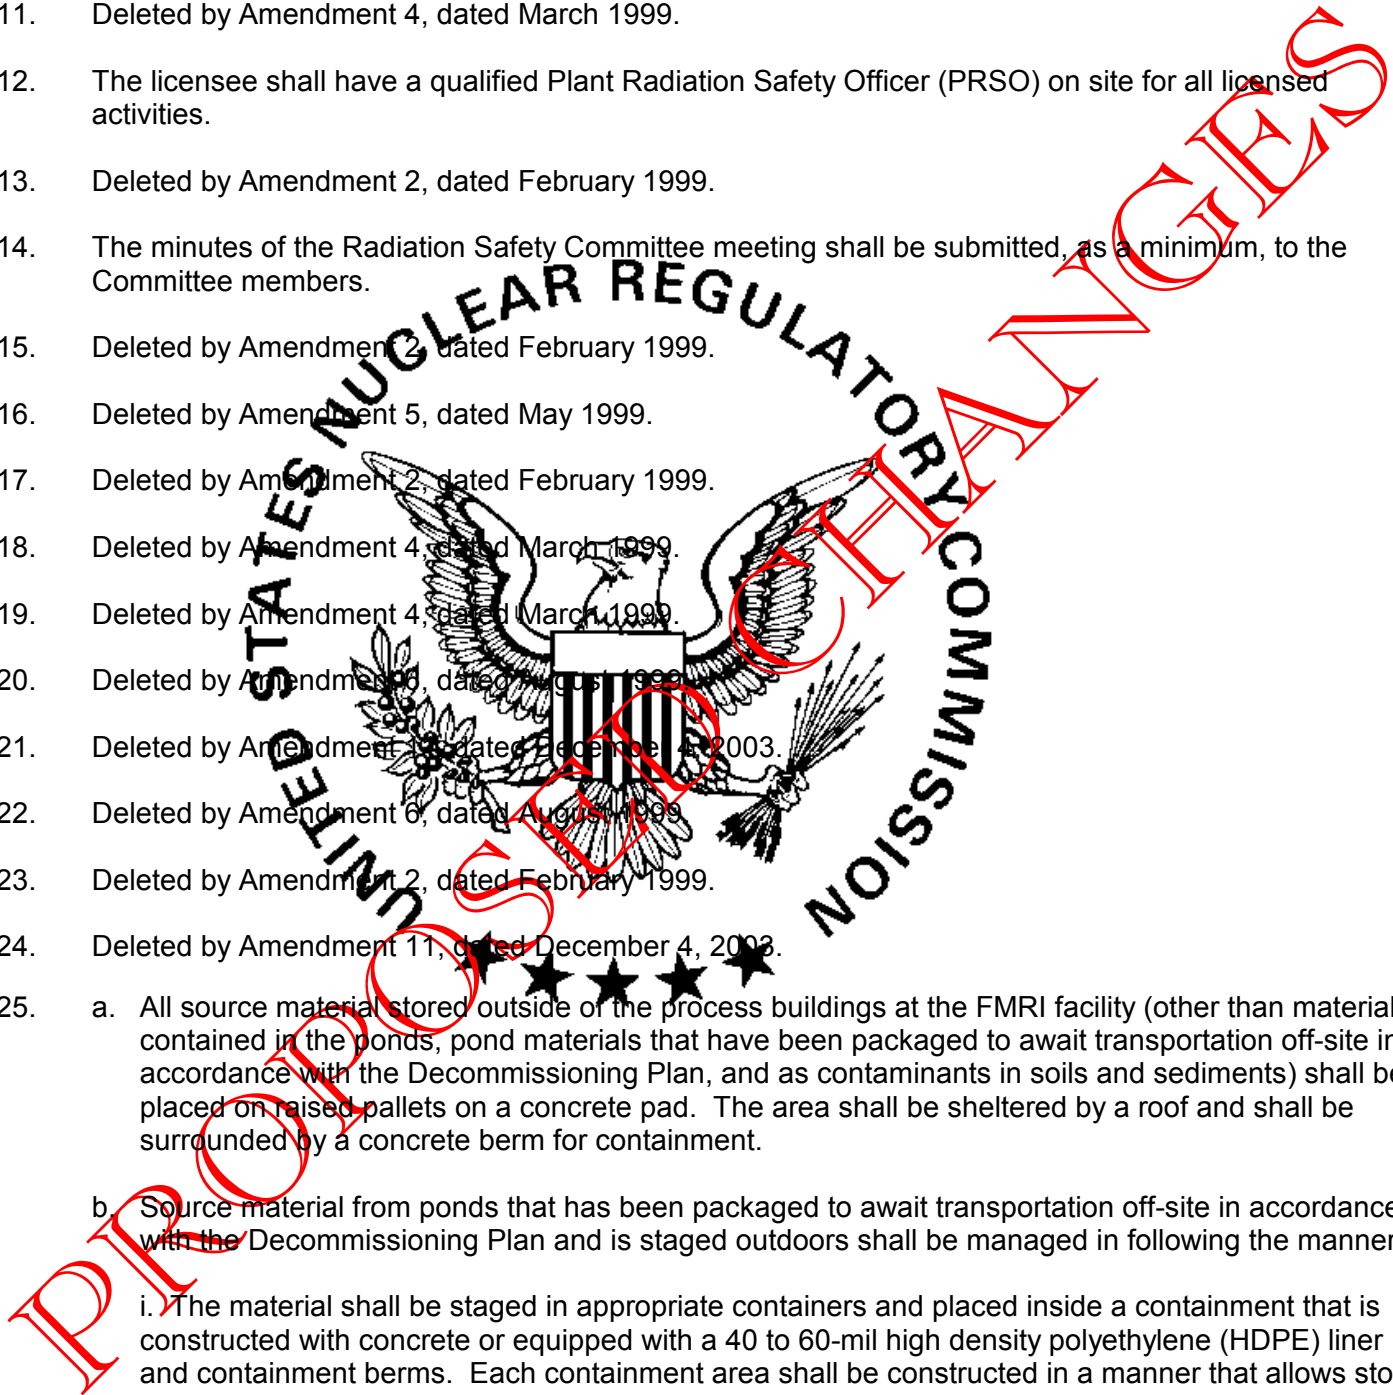 11. Deleted by Amendment 4, dated March 1999.
12. The licensee shall have a qualified Plant Radiation Safety Officer (PRSO) on site for all licensed
activities.
13. Deleted by Amendment 2, dated February 1999.
14. The minutes of the Radiation Safety Committee meeting shall be submitted, as a minimum, to the
Committee members.
15. Deleted by Amendment 2, dated February 1999.
16. Deleted by Amendment 5, dated May 1999.
17. Deleted by Amendment 2, dated February 1999.
18. Deleted by Amendment 4, dated March 1999.
19. Deleted by Amendment 4, dated March 1999.
20. Deleted by Amendment 6, dated August 1999.
21. Deleted by Amendment dated December 4, 2003.
22. Deleted by Amendment 6, dated August 1999.
23. Deleted by Amendment 2, dated February 1999.
24. Deleted by Amendment 11, dated December 4, 2003.
25. a. All source material stored outside of the process buildings at the FMRI facility (other than material
contained in the ponds, pond materials that have been packaged to await transportation off-site in
accordance with the Decommissioning Plan, and as contaminants in soils and sediments) shall be
placed on raised pallets on a concrete pad. The area shall be sheltered by a roof and shall be
surrounded by a concrete berm for containment.
b. Source material from ponds that has been packaged to await transportation off-site in accordance
with the Decommissioning Plan and is staged outdoors shall be managed in following the manner
i. The material shall be staged in appropriate containers and placed inside a containment that is
constructed with concrete or equipped with a 40 to 60-mil high density polyethylene (HDPE) liner
and containment berms. Each containment area shall be constructed in a manner that allows sto
UNITED STATES NUCLEAR REGULATORY COMMISSION
PROPOSED CHANGES